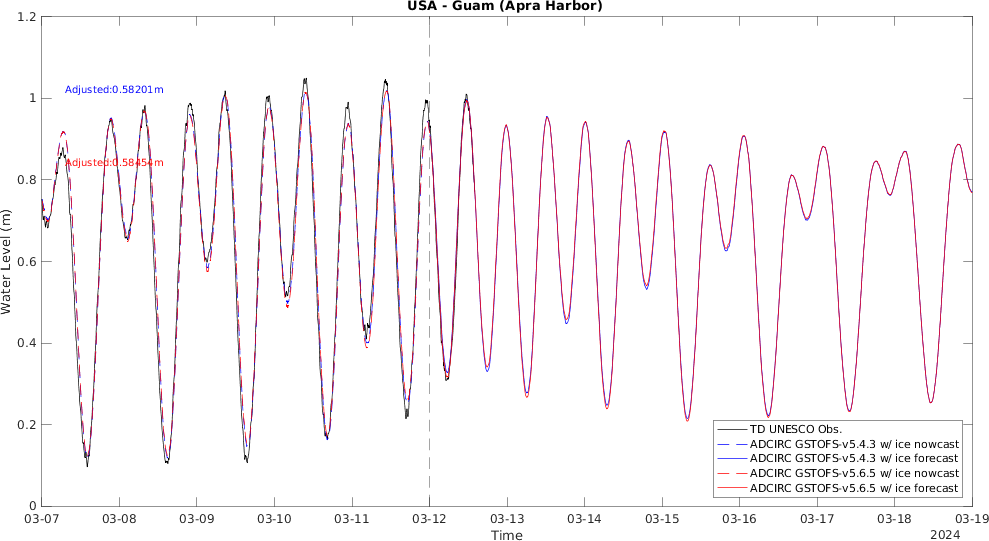 USA - Guam (Apra Harbor)
1.2
1
0.8
0.6
0.4
0.2
0
Water Level (m)
Adjusted:0.58201m
Adjusted:0.58454m
TD UNESCO Obs.
ADCIRC GSTOFS-v5.4.3 w/ ice nowcast
ADCIRC GSTOFS-v5.4.3 w/ ice forecast
ADCIRC GSTOFS-v5.6.5 w/ ice nowcast
ADCIRC GSTOFS-v5.6.5 w/ ice forecast
03-07 03-08 03-09 03-10 03-11 03-12 03-13 03-14 03-15 03-16 03-17 03-18 03-19
Time
2024